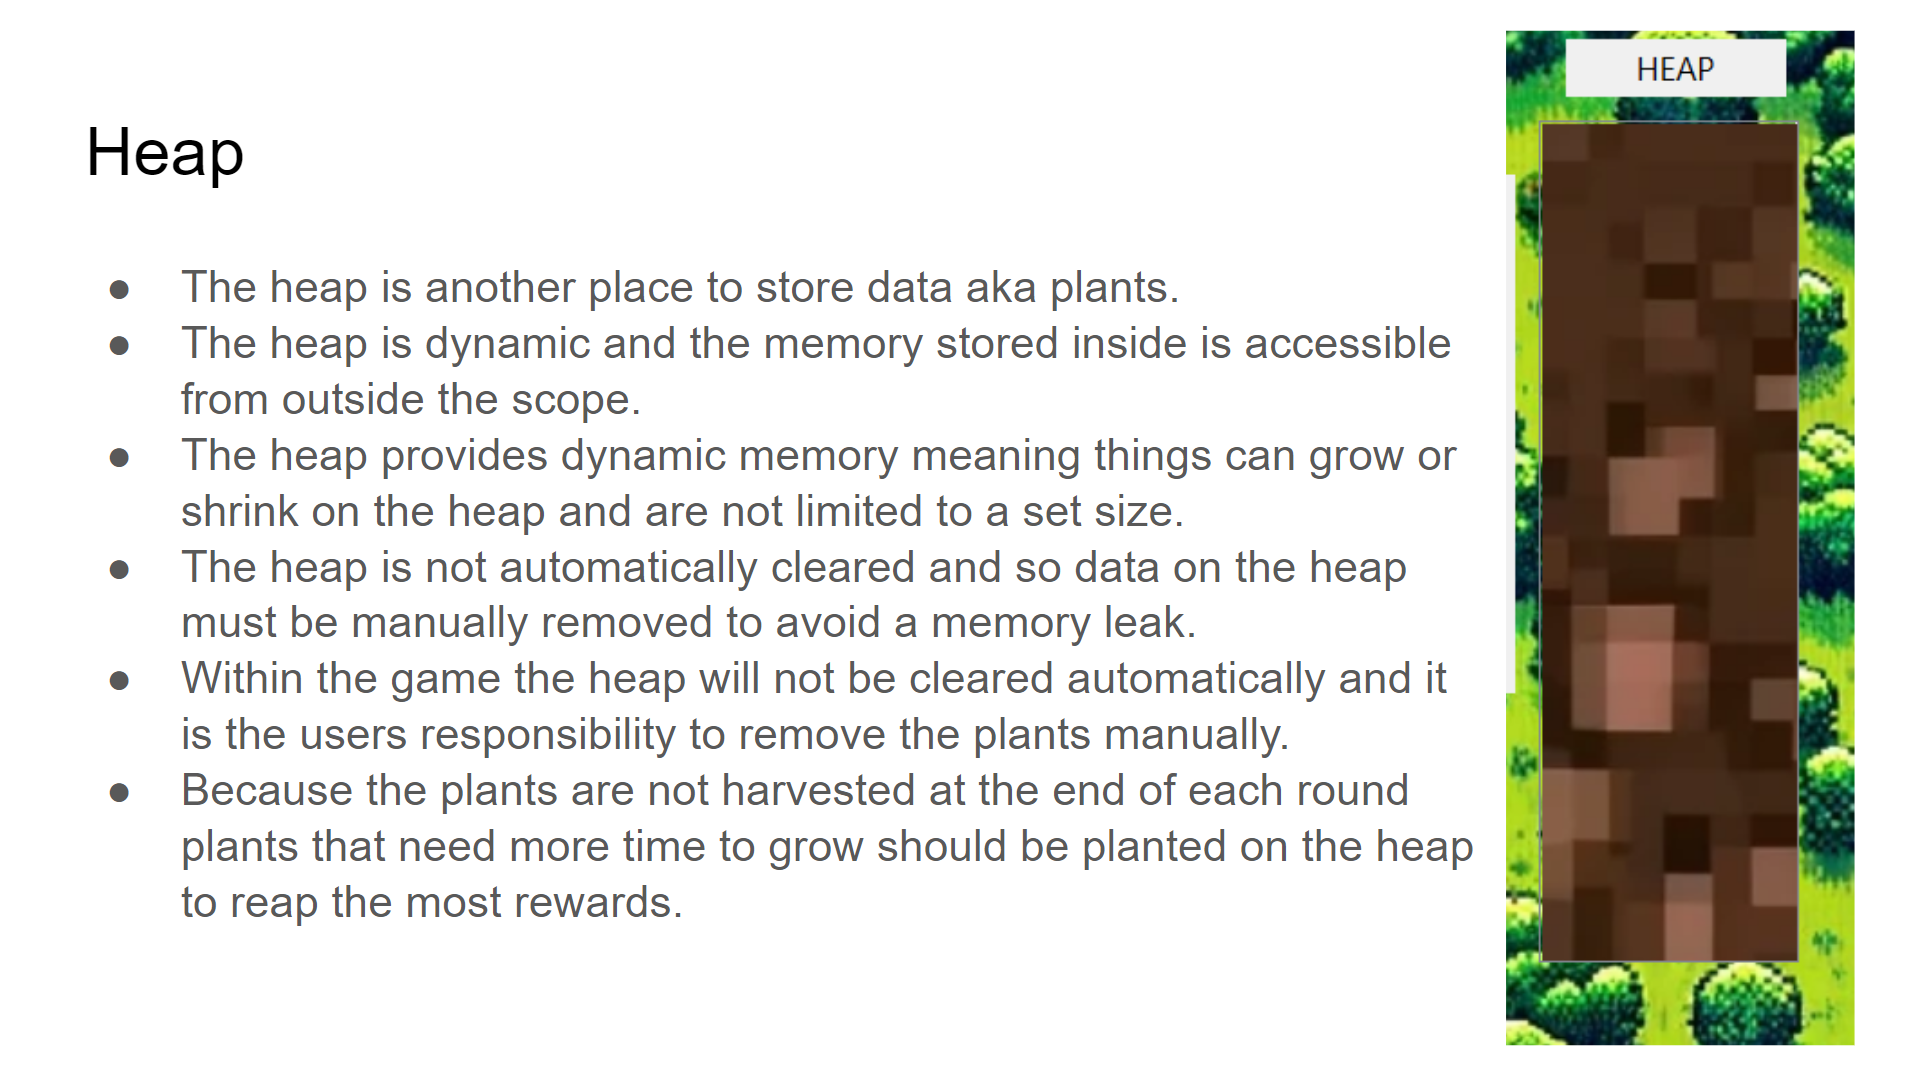 HEAP
Heap
● The heap is another place to store data aka plants.
● The heap is dynamic and the memory stored inside is accessible
from outside the scope.
● The heap provides dynamic memory meaning things can grow or
shrink on the heap and are not limited to a set size.
● The heap is not automatically cleared and so data on the heap
must be manually removed to avoid a memory leak.
● Within the game the heap will not be cleared automatically and it
is the users responsibility to remove the plants manually.
● Because the plants are not harvested at the end of each round
plants that need more time to grow should be planted on the heap
to reap the most rewards.